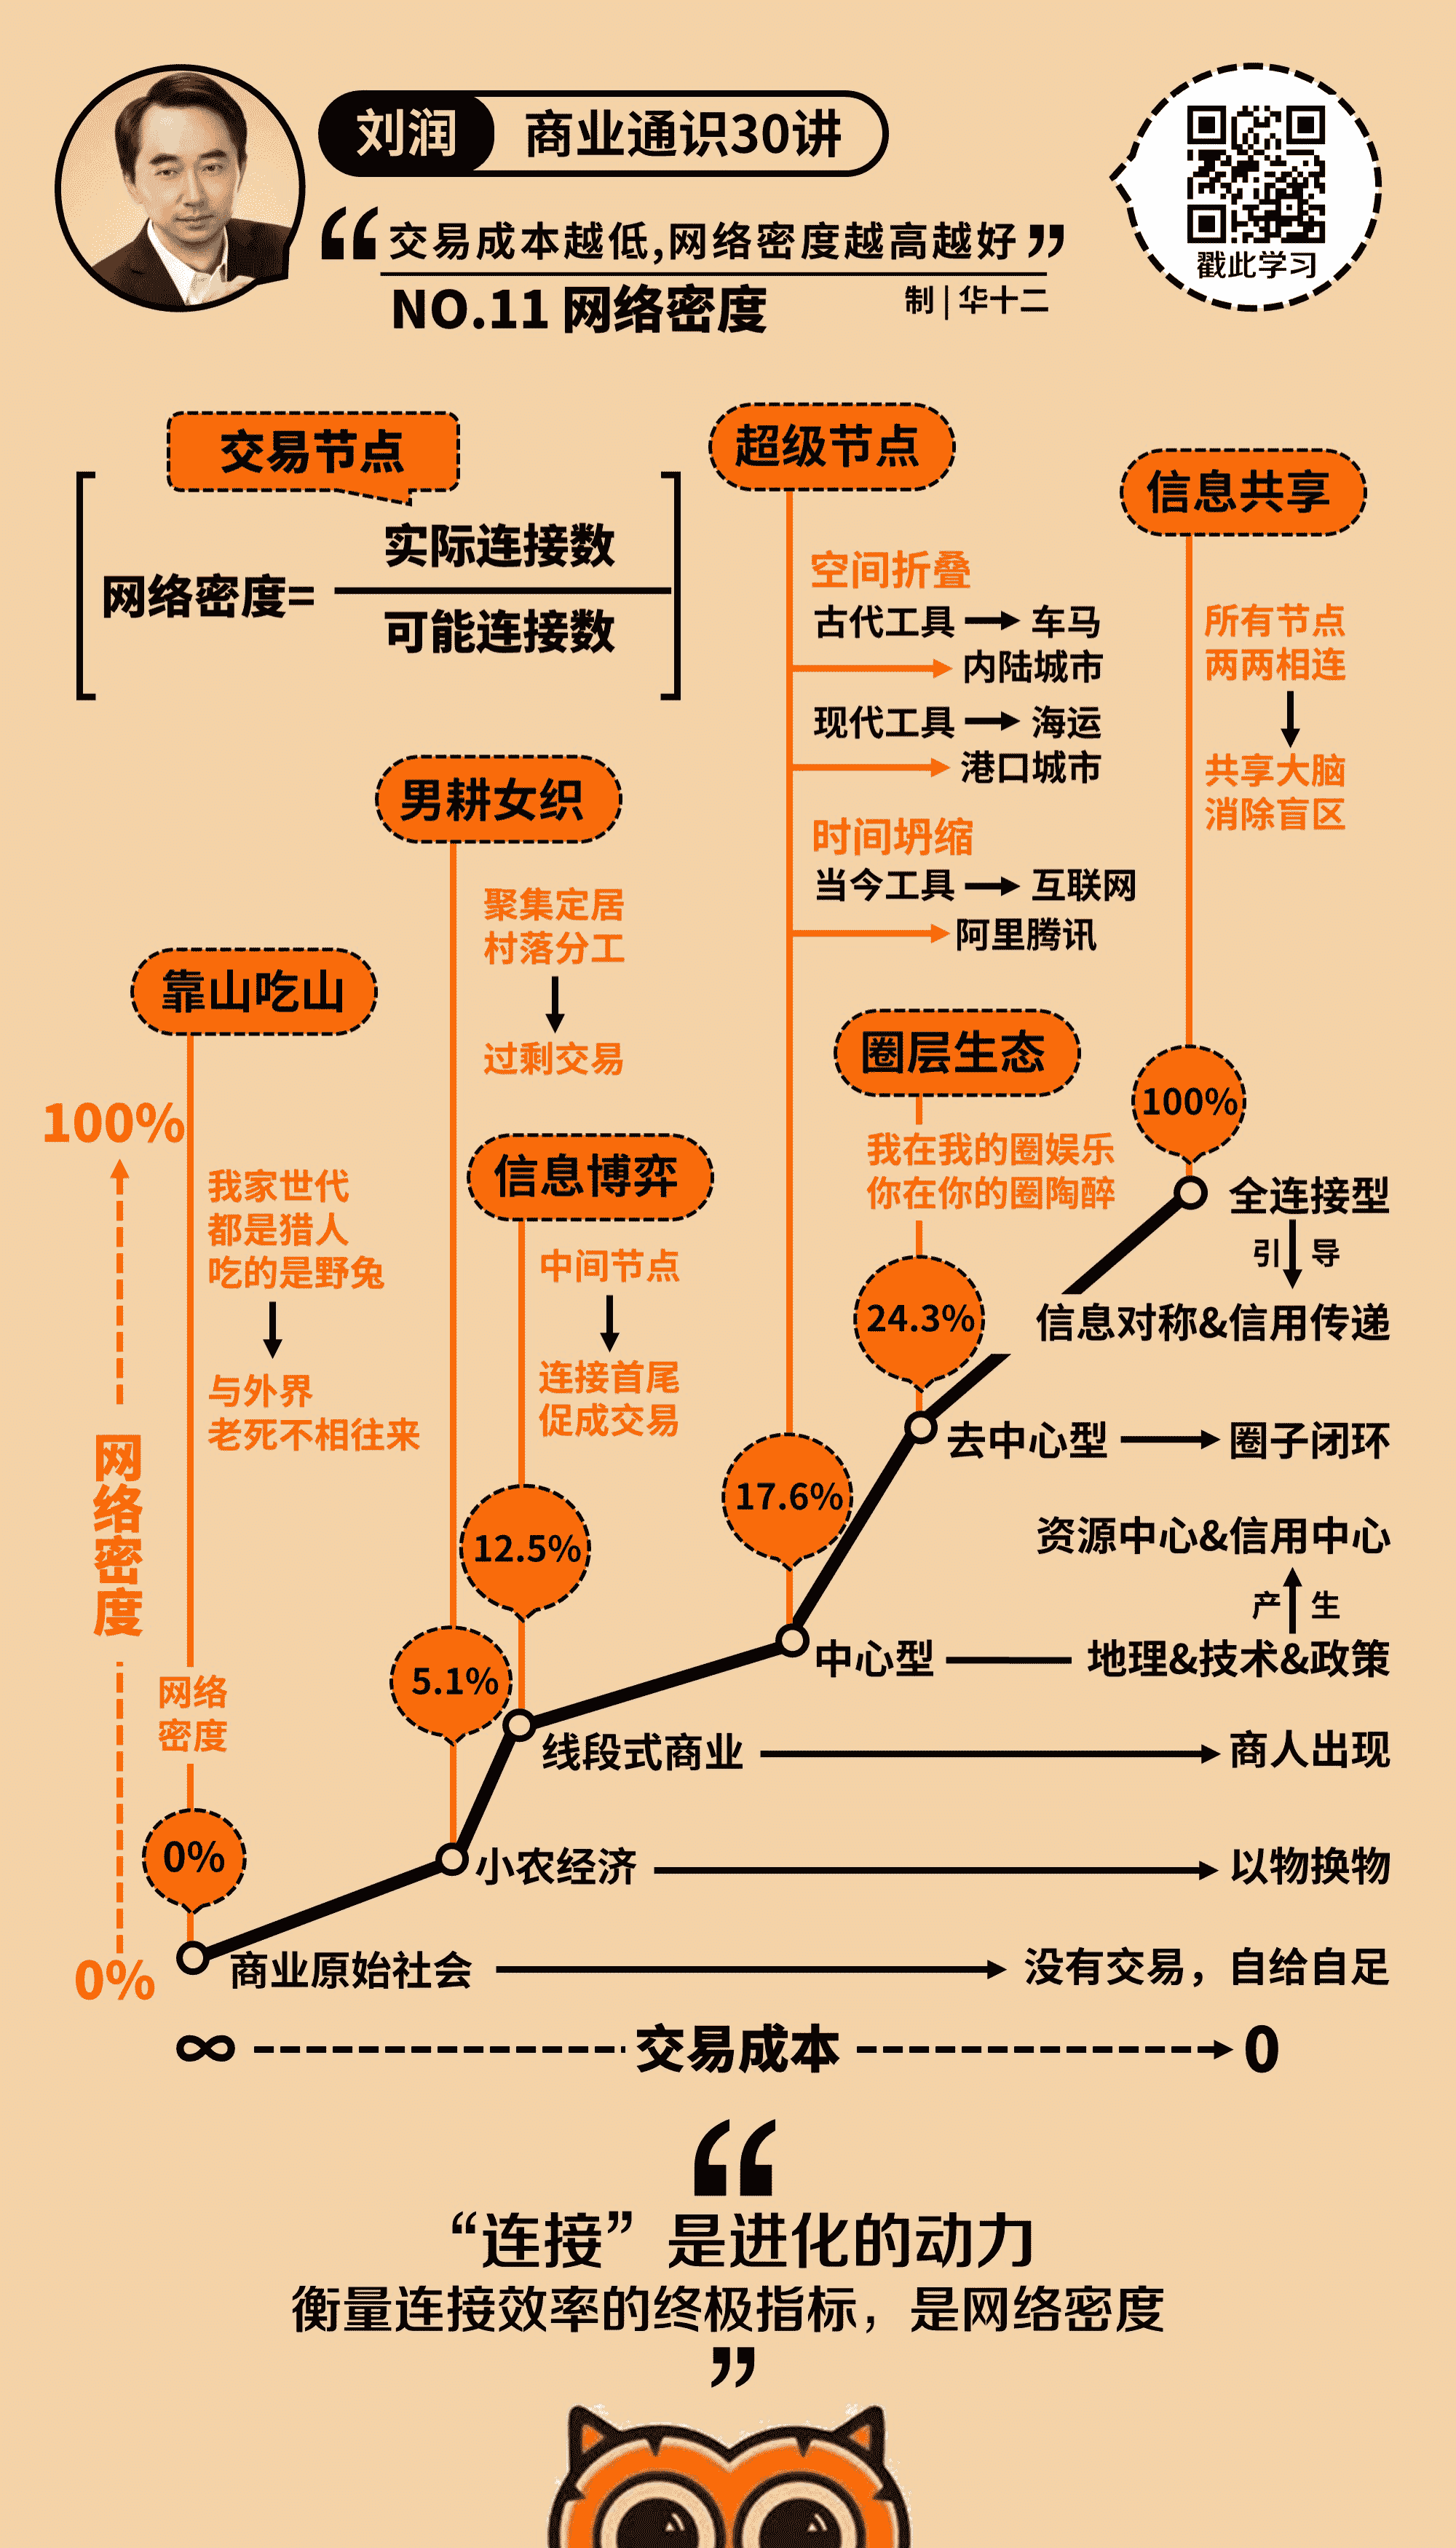 刘润 商业通识30讲
“交易成本越低,网络密度越高越好”
NO.11 网络密度
制|华十二
戳此学习
交易节点
网络密度=
实际连接数
可能连接数
超级节点
空间折叠
古代工具 车马
内陆城市
现代工具 海运
港口城市
时间坍缩
当今工具 互联网
阿里腾讯
信息共享
所有节点
两两相连
共享大脑
消除盲区
男耕女织
聚集定居
村落分工
过剩交易
靠山吃山
我家世代
都是猎人
吃的是野兔
与外界
老死不相往来
信息博弈
中间节点
连接首尾
促成交易
圈层生态
我在我的圈娱乐
你在你的圈陶醉
100%
网络密度
0%
网络
密度
0%
5.1%
12.5%
17.6%
24.3%
100%
全连接型
引 导
信息对称&信用传递
去中心型 圈子闭环
资源中心&信用中心
产 生
中心型 地理&技术&政策
线段式商业 商人出现
小农经济 以物换物
商业原始社会 没有交易，自给自足
∞ 交易成本 0
“
“连接”是进化的动力
衡量连接效率的终极指标，是网络密度
”